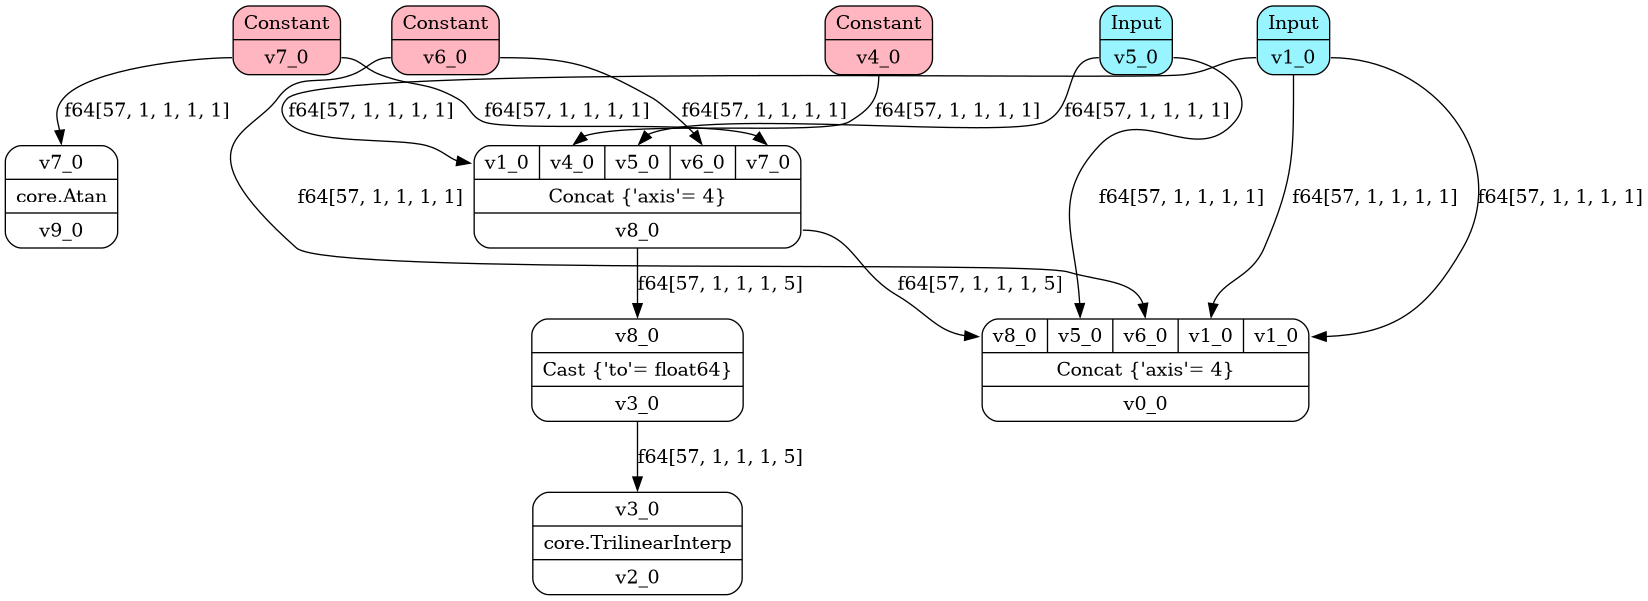 Constant
v7_0
Constant
v6_0
Constant
v4_0
Input
v5_0
Input
v1_0
f64[57, 1, 1, 1, 1]
f64[57, 1, 1, 1, 1]
f64[57, 1, 1, 1, 1]
f64[57, 1, 1, 1, 1]
f64[57, 1, 1, 1, 1]
f64[57, 1, 1, 1, 1]
v7_0
core.Atan
v9_0
v1_0 v4_0 v5_0 v6_0 v7_0
Concat {'axis'= 4}
v8_0
f64[57, 1, 1, 1, 1]
f64[57, 1, 1, 1, 1]
f64[57, 1, 1, 1, 1]
f64[57, 1, 1, 1, 1]
f64[57, 1, 1, 1, 5]
f64[57, 1, 1, 1, 5]
v8_0
Cast {'to'= float64}
v3_0
v8_0 v5_0 v6_0 v1_0 v1_0
Concat {'axis'= 4}
v0_0
f64[57, 1, 1, 1, 5]
v3_0
core.TrilinearInterp
v2_0